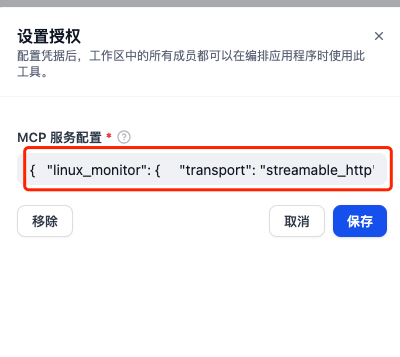 设置授权
配置凭据后，工作区中的所有成员都可以在编排应用程序时使用此
工具。
MCP 服务配置 *
{ "linux_monitor": { "transport": "streamable_http"
移除 取消 保存